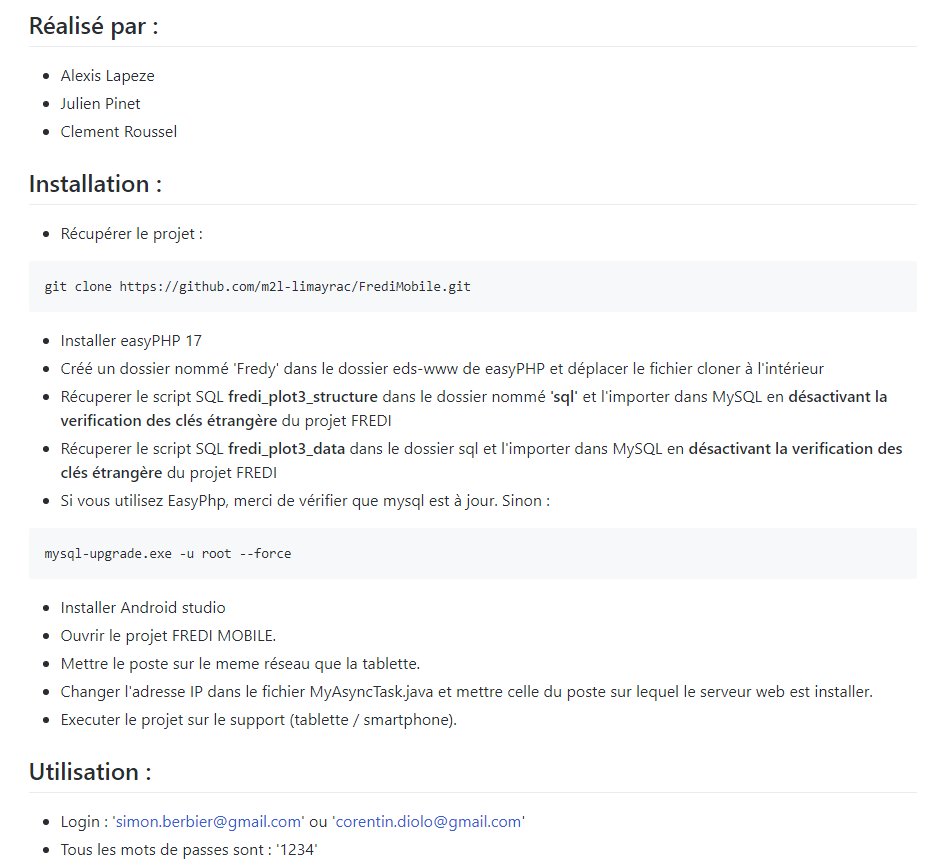 Réalisé par :
Alexis Lapeze
Julien Pinet
Clement Roussel
Installation :
Récupérer le projet :
git clone https://github.com/m2l-limayrac/FrediMobile.git
Installer easyPHP 17
Créé un dossier nommé 'Fredy' dans le dossier eds-www de easyPHP et déplacer le fichier cloner à l'intérieur
Récuperer le script SQL fredi_plot3_structure dans le dossier nommé 'sql' et l'importer dans MySQL en désactivant la
verification des clés étrangère du projet FREDI
Récuperer le script SQL fredi_plot3_data dans le dossier sql et l'importer dans MySQL en désactivant la verification des
clés étrangère du projet FREDI
Si vous utilisez EasyPhp, merci de vérifier que mysql est à jour. Sinon :
mysql-upgrade.exe -u root --force
Installer Android studio
Ouvrir le projet FREDI MOBILE.
Mettre le poste sur le meme réseau que la tablette.
Changer l'adresse IP dans le fichier MyAsyncTask.java et mettre celle du poste sur lequel le serveur web est installer.
Executer le projet sur le support (tablette / smartphone).
Utilisation :
Login : 'simon.berbier@gmail.com' ou 'corentin.diolo@gmail.com'
Tous les mots de passes sont : '1234'